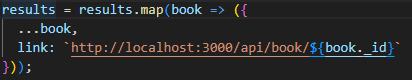 results = results.map(book => ({
...book,
link: `http://localhost:3000/api/book/${book._id}`
}));